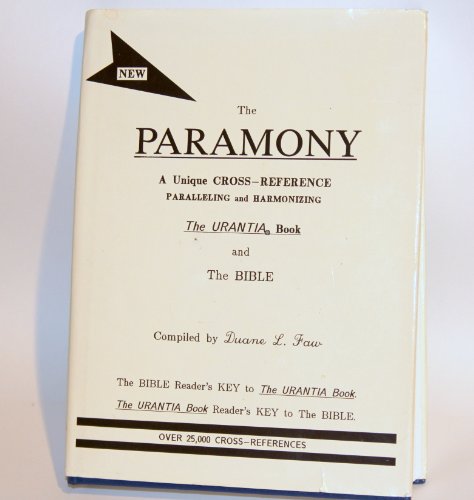 NEW
The
PARAMONY
A Unique CROSS-REFERENCE
PARALLELING and HARMONIZING
The URANTIA® Book
and
The BIBLE
Compiled by Duane L. Faw
The BIBLE Reader's KEY to The URANTIA Book.
The URANTIA Book Reader's KEY to The BIBLE.
OVER 25,000 CROSS-REFERENCES